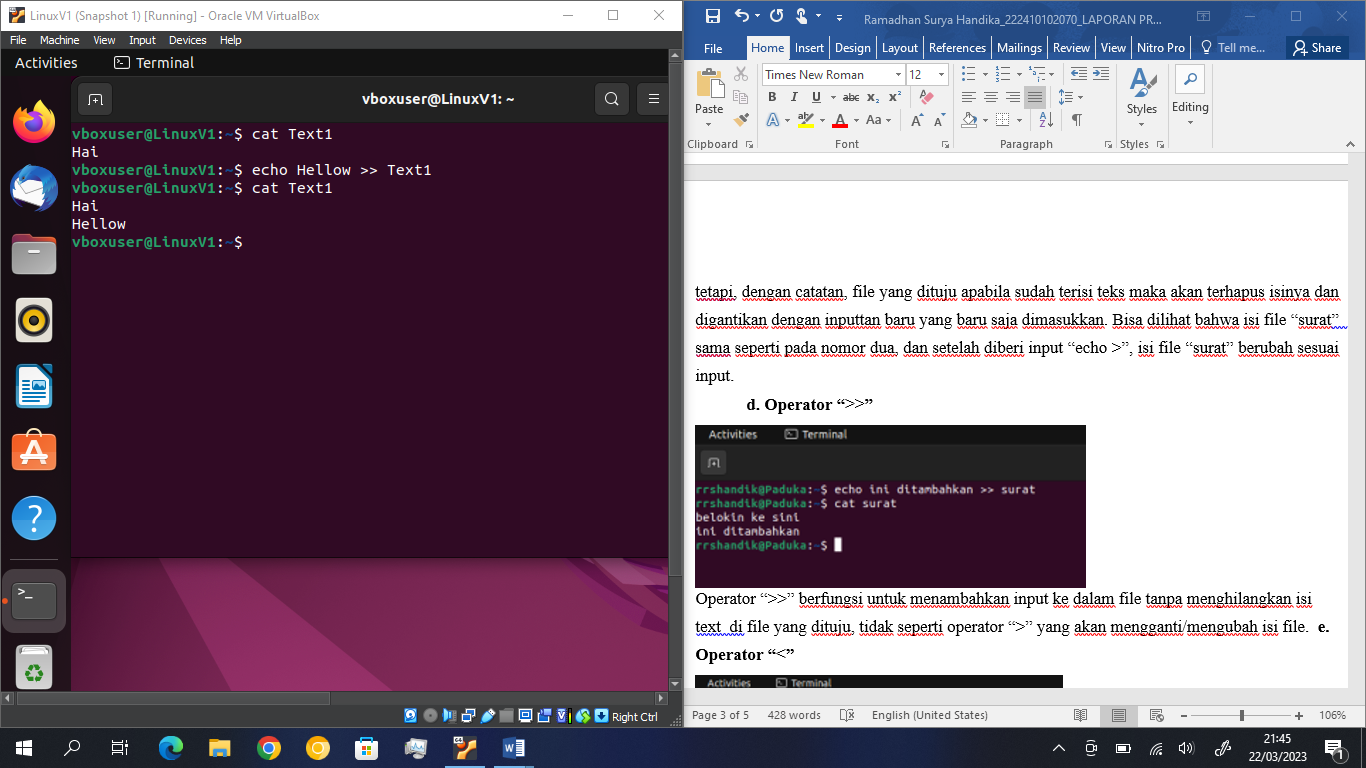 LinuxV1 (Snapshot 1) [Running] - Oracle VM VirtualBox
File Machine View Input Devices Help
Activities Terminal
vboxuser@LinuxV1: ~
vboxuser@LinuxV1:~$ cat Text1
Hai
vboxuser@LinuxV1:~$ echo Hellow >> Text1
vboxuser@LinuxV1:~$ cat Text1
Hai
Hellow
vboxuser@LinuxV1:~$
Right Ctrl
Ramadhan Surya Handika_222410102070_LAPORAN PR...
File Home Insert Design Layout References Mailings Review View Nitro Pro Tell me... Share
Times New Roman 12
Paste
B I U abc x₂ x²
Styles
Editing
A ab A Aa A A
Clipboard Font Paragraph Styles
tetapi, dengan catatan, file yang dituju apabila sudah terisi teks maka akan terhapus isinya dan
digantikan dengan inputtan baru yang baru saja dimasukkan. Bisa dilihat bahwa isi file “surat”
sama seperti pada nomor dua, dan setelah diberi input “echo >”, isi file “surat” berubah sesuai
input.
d. Operator “>>”
Activities Terminal
rrshandik@Paduka:~$ echo ini ditambahkan >> surat
rrshandik@Paduka:~$ cat surat
belokin ke sini
ini ditambahkan
rrshandik@Paduka:~$
Operator “>>” berfungsi untuk menambahkan input ke dalam file tanpa menghilangkan isi
text di file yang dituju, tidak seperti operator “>” yang akan mengganti/mengubah isi file. e.
Operator “<”
Activities Terminal
Page 3 of 5 428 words English (United States) 106%
21:45
22/03/2023
1